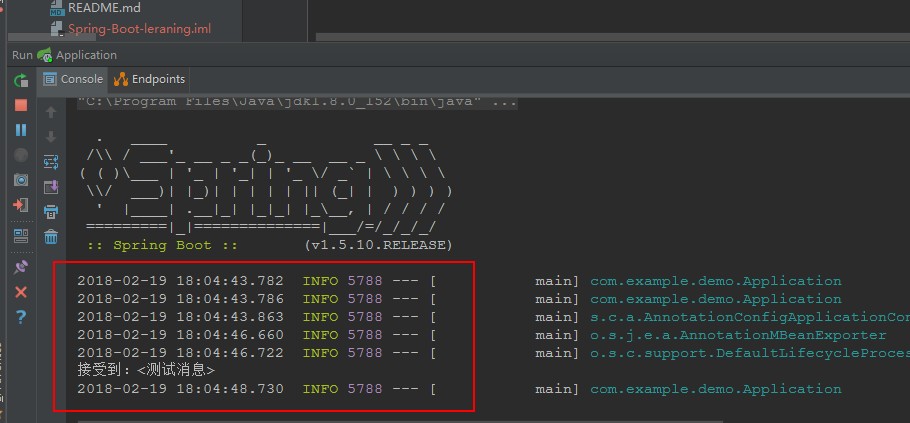 README.md
Spring-Boot-leraning.iml
Run Application
Console Endpoints
"C:\Program Files\Java\jdk1.8.0_152\bin\java" ...
  .   ____          _            __ _ _
 /\\ / ___'_ __ _ _(_)_ __  __ _ \ \ \ \
( ( )\___ | '_ | '_| | '_ \/ _` | \ \ \ \
 \\/  ___)| |_)| | | | | || (_| |  ) ) ) )
  '  |____| .__|_| |_|_| |_\__, | / / / /
 =========|_|==============|___/=/_/_/_/
 :: Spring Boot ::        (v1.5.10.RELEASE)
2018-02-19 18:04:43.782  INFO 5788 --- [           main] com.example.demo.Application
2018-02-19 18:04:43.786  INFO 5788 --- [           main] com.example.demo.Application
2018-02-19 18:04:43.863  INFO 5788 --- [           main] s.c.a.AnnotationConfigApplicationCon
2018-02-19 18:04:46.660  INFO 5788 --- [           main] o.s.j.e.a.AnnotationMBeanExporter
2018-02-19 18:04:46.722  INFO 5788 --- [           main] o.s.c.support.DefaultLifecycleProces
接受到：<测试消息>
2018-02-19 18:04:48.730  INFO 5788 --- [           main] com.example.demo.Application